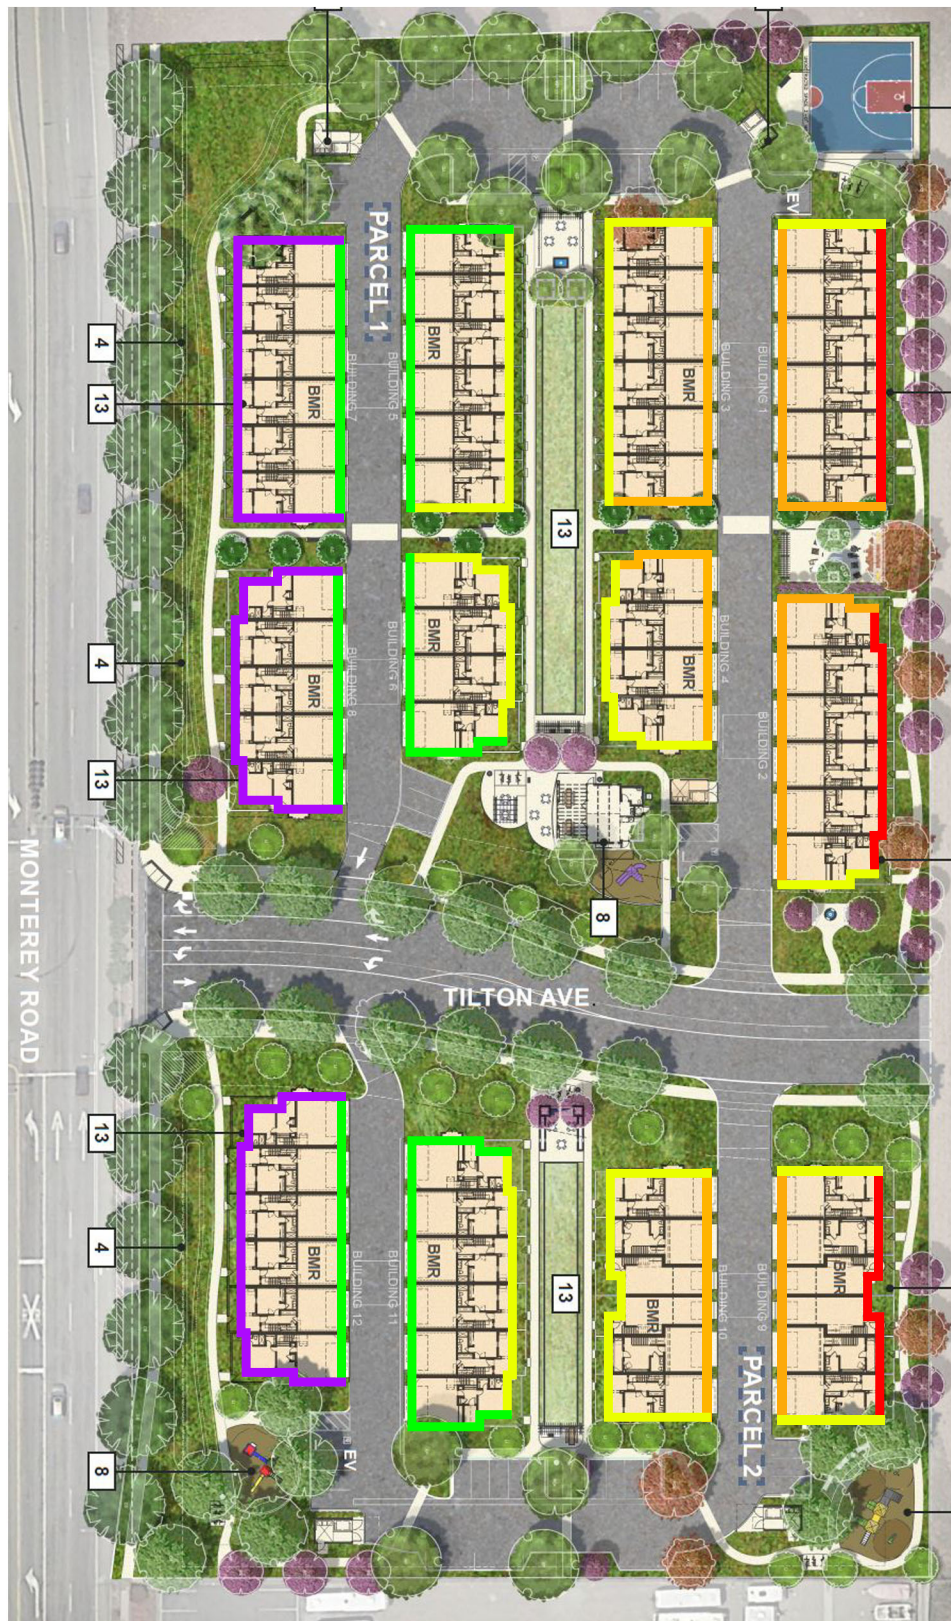 EV
PARCEL 1
4
13
BMR
BUILDING 7
BUILDING 5
BMR
BMR
BUILDING 3
BUILDING 1
13
4
13
BMR
BUILDING 8
BUILDING 6
BMR
BMR
BUILDING 4
BUILDING 2
8
MONTEREY ROAD
TILTON AVE
13
4
BMR
BUILDING 12
BUILDING 11
BMR
13
BMR
BUILDING 10
BUILDING 9
BMR
PARCEL 2
8
EV